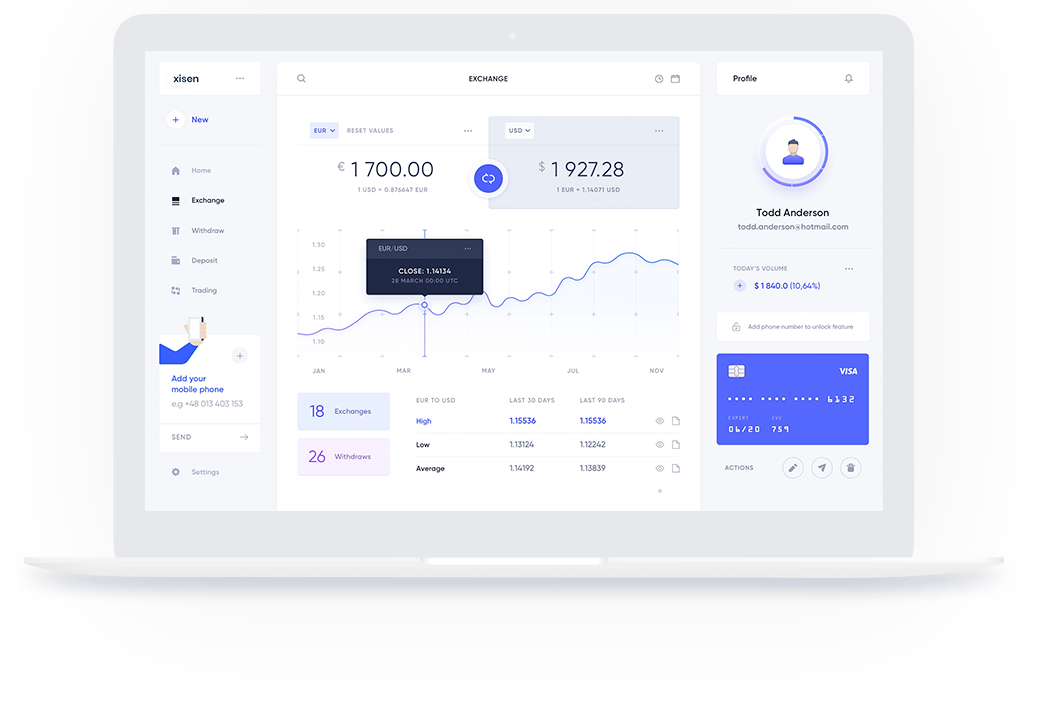 xisen
New
Home
Exchange
Withdraw
Deposit
Trading
Add your
mobile phone
e.g +48 013 403 153
SEND
Settings
EXCHANGE
EUR RESET VALUES
€ 1 700.00
1 USD = 0.876647 EUR
USD
$ 1 927.28
1 EUR = 1.14071 USD
1.30
1.25
1.20
1.15
1.10
EUR/USD
CLOSE: 1.14134
28 MARCH 00:00 UTC
JAN MAR MAY JUL NOV
18 Exchanges
26 Withdraws
EUR TO USD LAST 30 DAYS LAST 90 DAYS
High 1.15536 1.15536
Low 1.13124 1.12242
Average 1.14192 1.13839
Profile
Todd Anderson
todd.anderson@hotmail.com
TODAY'S VOLUME
$ 1 840.0 (10,64%)
Add phone number to unlock feature
VISA
•••• •••• •••• 6132
EXPIRY CVV
06/20 759
ACTIONS